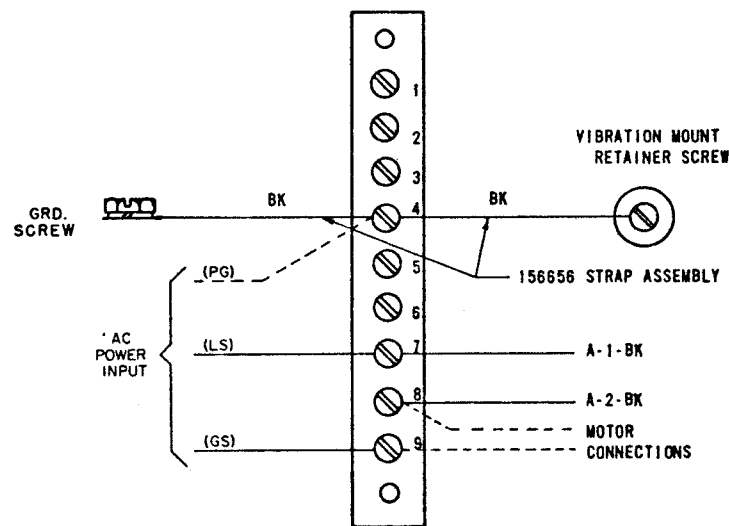 1
2
3
VIBRATION MOUNT
RETAINER SCREW
GRD.
SCREW
BK
4
BK
(PG)
5
156656 STRAP ASSEMBLY
6
AC
POWER
INPUT
(LS)
7
A-1-BK
8
A-2-BK
MOTOR
CONNECTIONS
(GS)
9